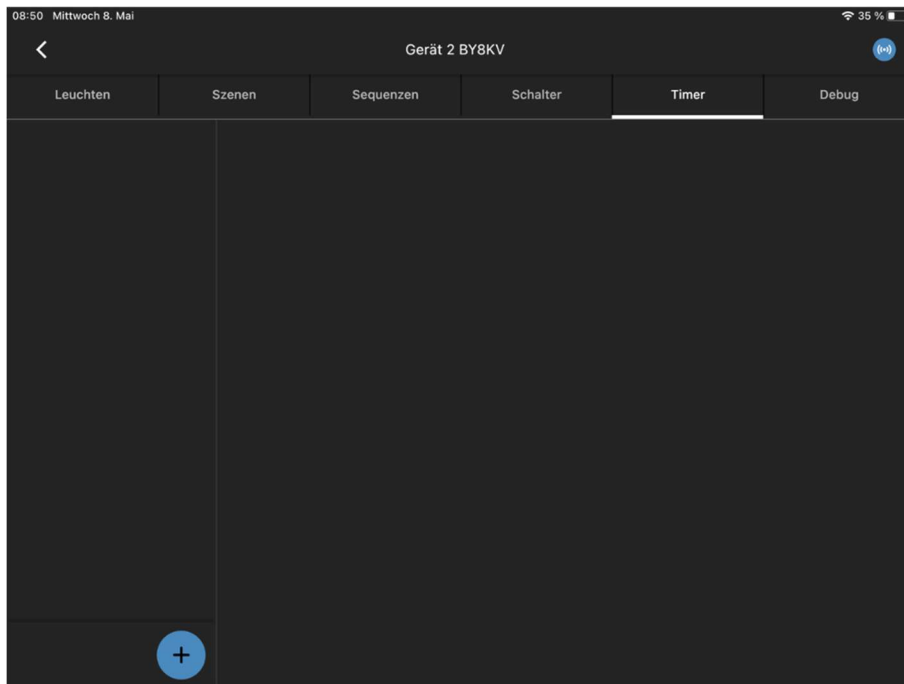 08:50 Mittwoch 8. Mai 35 %
Gerät 2 BY8KV
Leuchten Szenen Sequenzen Schalter Timer Debug
+